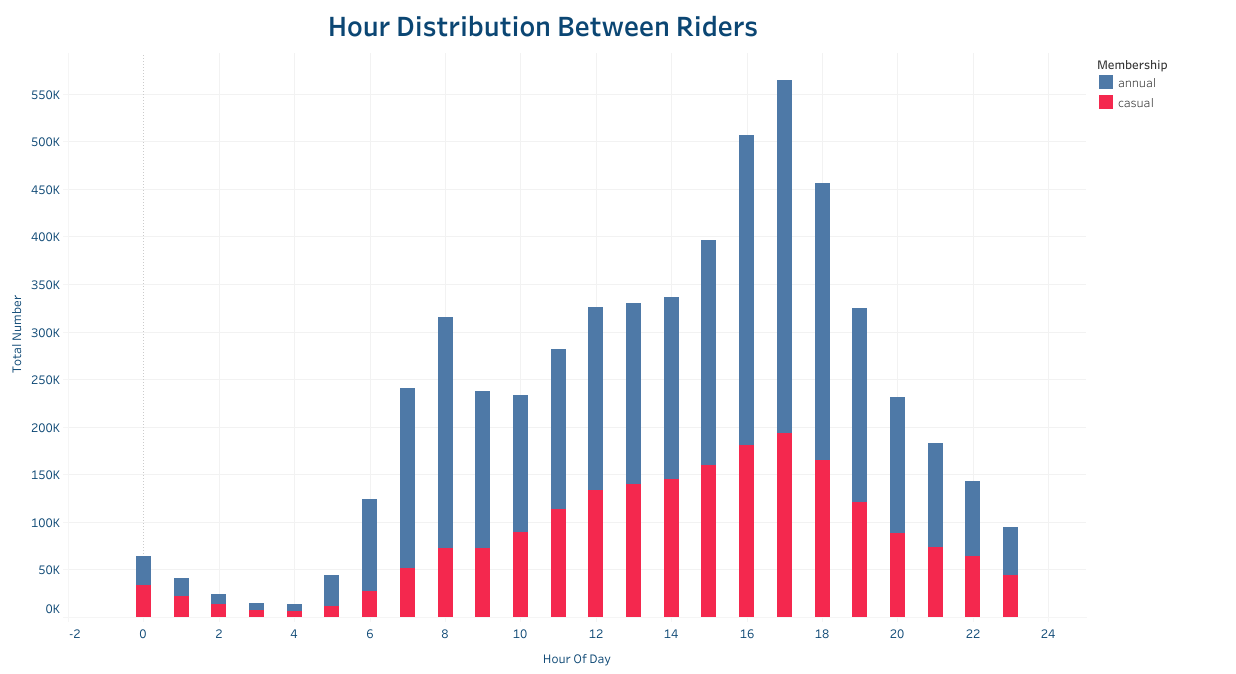 Hour Distribution Between Riders
Membership
annual
casual
550K
500K
450K
400K
350K
300K
250K
200K
150K
100K
50K
0K
Total Number
-2 0 2 4 6 8 10 12 14 16 18 20 22 24
Hour Of Day